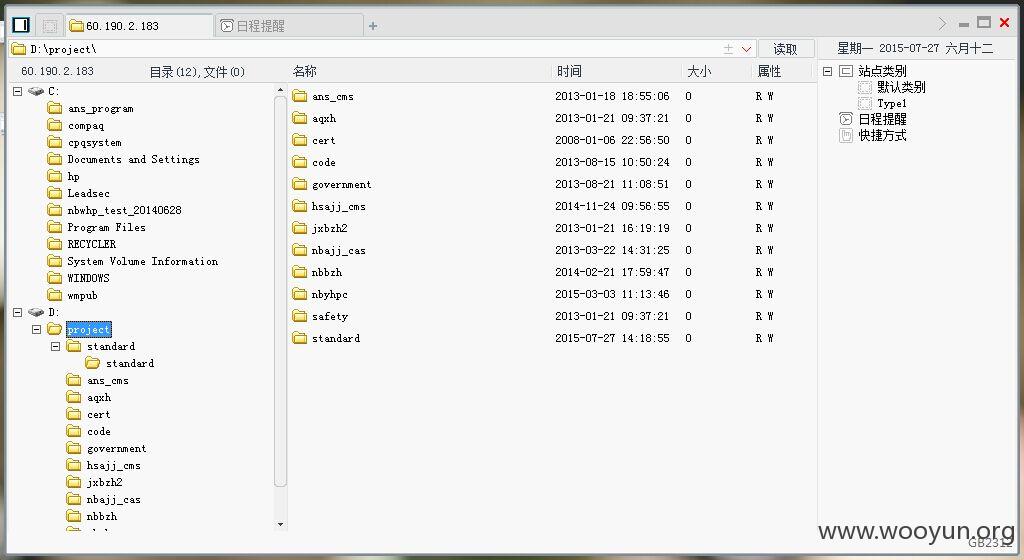 60.190.2.183 日程提醒 +
D:\project\ 读取 星期一 2015-07-27 六月十二
60.190.2.183 目录(12),文件(0) 名称 时间 大小 属性
C:
ans_program
compaq
cpqsystem
Documents and Settings
hp
Leadsec
nbwhp_test_20140628
Program Files
RECYCLER
System Volume Information
WINDOWS
wmpub
D:
project
standard
standard
ans_cms
aqxh
cert
code
government
hsajj_cms
jxbzh2
nbajj_cas
nbbzh
ans_cms 2013-01-18 18:55:06 0 R W
aqxh 2013-01-21 09:37:21 0 R W
cert 2008-01-06 22:56:50 0 R W
code 2013-08-15 10:50:24 0 R W
government 2013-08-21 11:08:51 0 R W
hsajj_cms 2014-11-24 09:56:55 0 R W
jxbzh2 2013-01-21 16:19:19 0 R W
nbajj_cas 2013-03-22 14:31:25 0 R W
nbbzh 2014-02-21 17:59:47 0 R W
nbyhpc 2015-03-03 11:13:46 0 R W
safety 2013-01-21 09:37:21 0 R W
standard 2015-07-27 14:18:55 0 R W
站点类别
默认类别
Type1
日程提醒
快捷方式
www.wooyun.org
GB2312